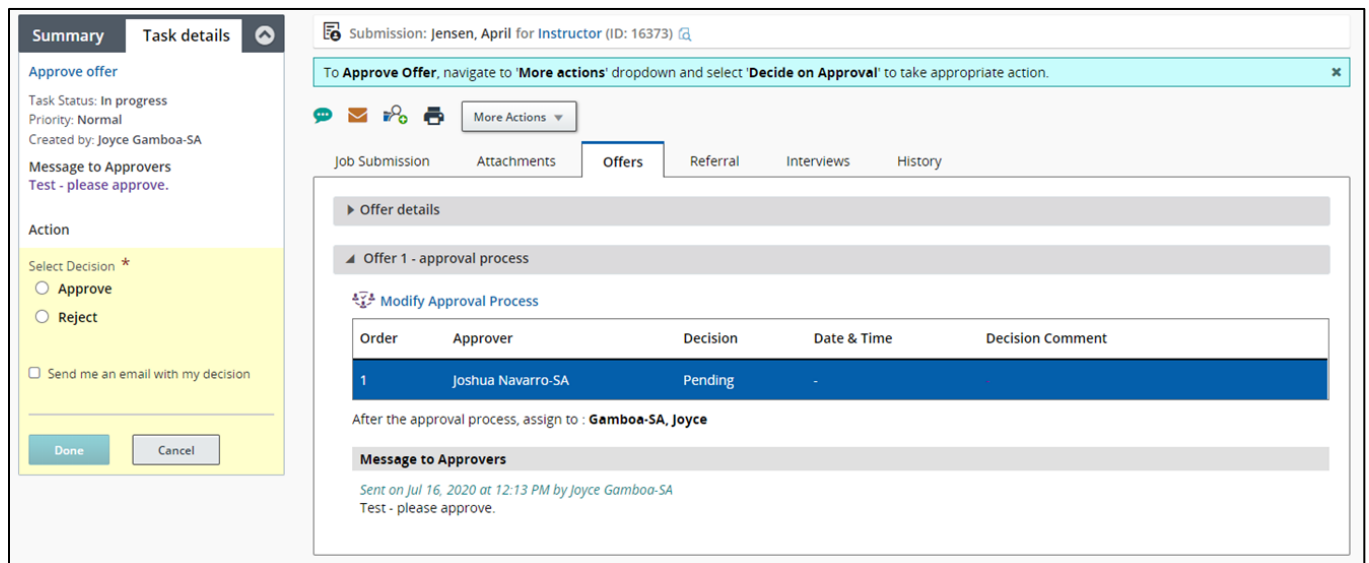 Summary
Task details
Approve offer
Task Status: In progress
Priority: Normal
Created by: Joyce Gamboa-SA
Message to Approvers
Test - please approve.
Action
Select Decision *
Approve
Reject
Send me an email with my decision
Done
Cancel
Submission: Jensen, April for Instructor (ID: 16373)
To Approve Offer, navigate to 'More actions' dropdown and select 'Decide on Approval' to take appropriate action.
More Actions
Job Submission
Attachments
Offers
Referral
Interviews
History
Offer details
Offer 1 - approval process
Modify Approval Process
Order Approver Decision Date & Time Decision Comment
1 Joshua Navarro-SA Pending -
After the approval process, assign to : Gamboa-SA, Joyce
Message to Approvers
Sent on Jul 16, 2020 at 12:13 PM by Joyce Gamboa-SA
Test - please approve.